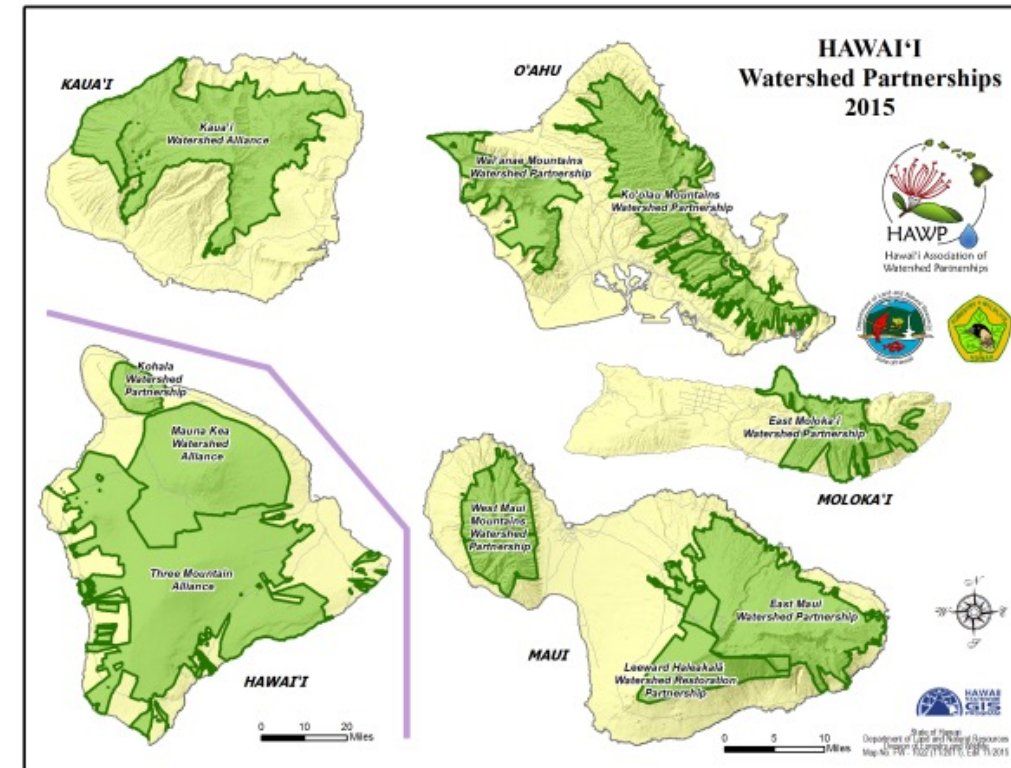 HAWAI‘I
Watershed Partnerships
2015
KAUA‘I
Kaua‘i
Watershed Alliance
O‘AHU
Wai‘anae Mountains
Watershed Partnership
Ko‘olau Mountains
Watershed Partnership
HAWP
Hawai‘i Association of
Watershed Partnerships
Kohala
Watershed
Partnership
Mauna Kea
Watershed
Alliance
Three Mountain
Alliance
HAWAI‘I
0 10 20
Miles
East Moloka‘i
Watershed Partnership
MOLOKA‘I
West Maui
Mountains
Watershed
Partnership
East Maui
Watershed Partnership
Leeward Haleakalā
Watershed Restoration
Partnership
MAUI
0 5 10
Miles
N
HAWAII
GIS
PROGRAM
State of Hawaii
Department of Land and Natural Resources
Division of Forestry and Wildlife